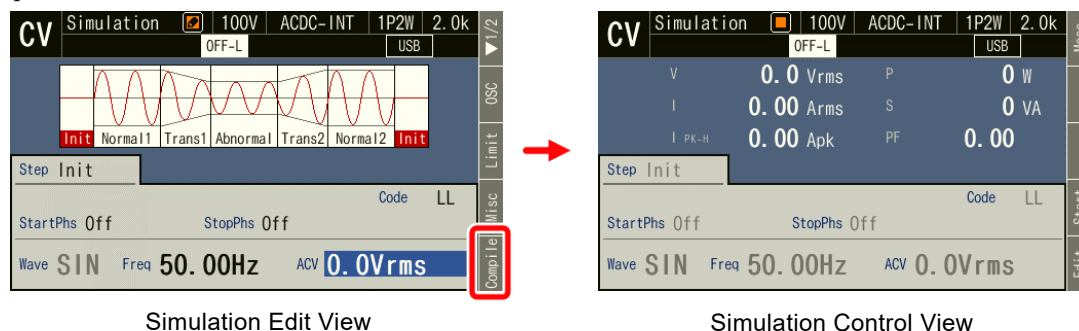 CV Simulation 100V ACDC-INT 1P2W 2.0k
OFF-L USB
▼1/2
OSC
Limit
Misc
Compile
Init Normal1 Trans1 Abnormal Trans2 Normal2 Init
Step Init
Code LL
StartPhs Off StopPhs Off
Wave SIN Freq 50.00Hz ACV 0.0Vrms
Simulation Edit View
CV Simulation 100V ACDC-INT 1P2W 2.0k
OFF-L USB
V 0.0 Vrms P 0 W
I 0.00 Arms S 0 VA
I PK-H 0.00 Apk PF 0.00
Step Init
Code LL
StartPhs Off StopPhs Off
Wave SIN Freq 50.00Hz ACV 0.0Vrms
Start
Edit
Simulation Control View